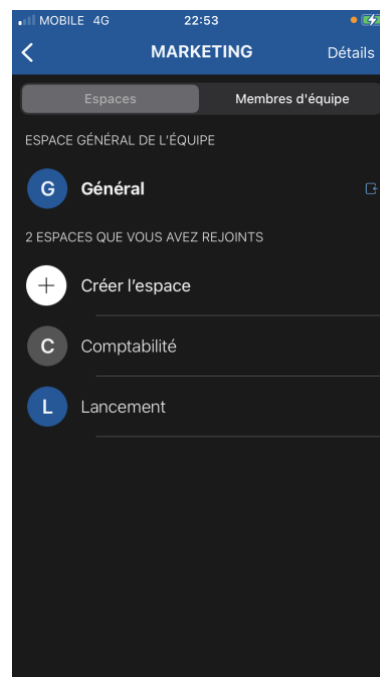 MOBILE 4G 22:53
MARKETING Détails
Espaces Membres d'équipe
ESPACE GÉNÉRAL DE L'ÉQUIPE
G Général
2 ESPACES QUE VOUS AVEZ REJOINTS
+ Créer l'espace
C Comptabilité
L Lancement